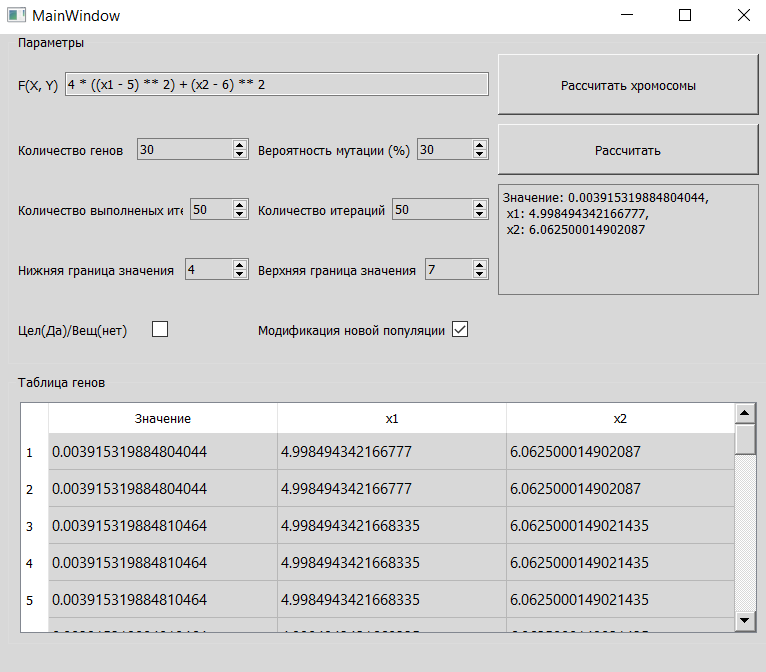 MainWindow
Параметры
F(X, Y) 4 * ((x1 - 5) ** 2) + (x2 - 6) ** 2
Рассчитать хромосомы
Количество генов 30 Вероятность мутации (%) 30
Рассчитать
Количество выполненых ите 50 Количество итераций 50
Значение: 0.003915319884804044,
x1: 4.998494342166777,
x2: 6.062500014902087
Нижняя граница значения 4 Верхняя граница значения 7
Цел(Да)/Вещ(нет) Модификация новой популяции
Таблица генов
Значение x1 x2
1 0.003915319884804044 4.998494342166777 6.062500014902087
2 0.003915319884804044 4.998494342166777 6.062500014902087
3 0.003915319884810464 4.9984943421668335 6.0625000149021435
4 0.003915319884810464 4.9984943421668335 6.0625000149021435
5 0.003915319884810464 4.9984943421668335 6.0625000149021435